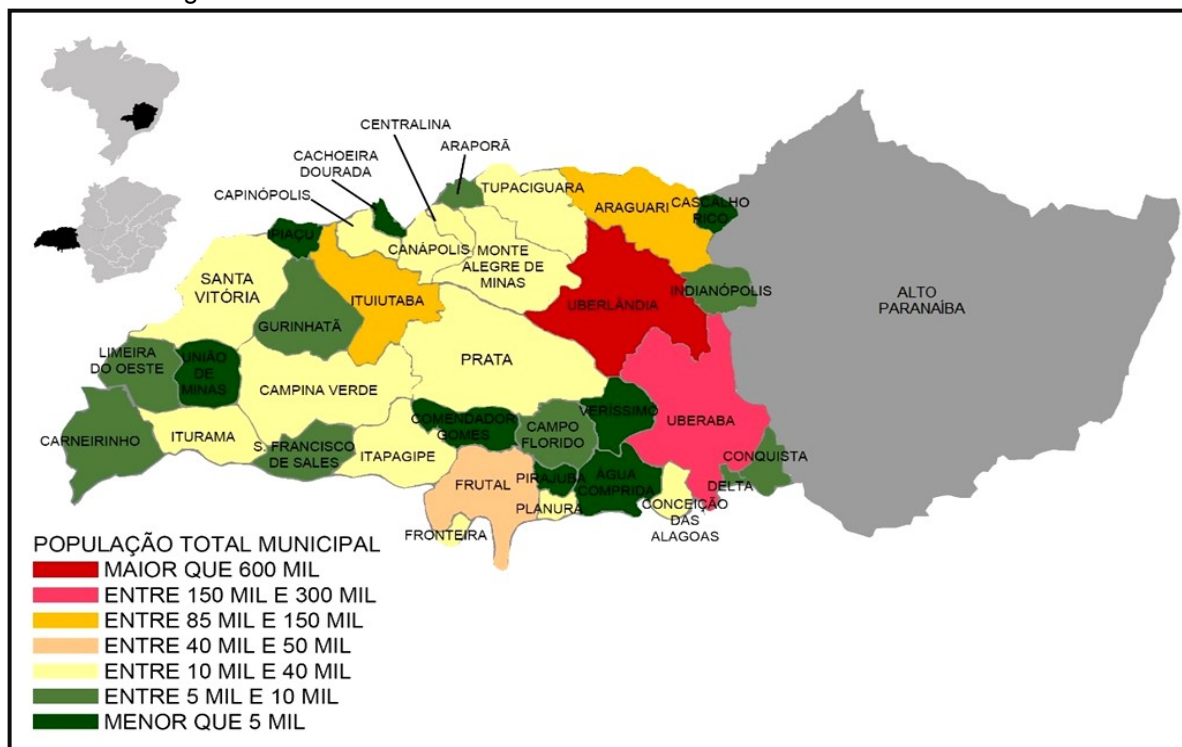 CENTRALINA
ARAPORÃ
CACHOEIRA
DOURADA
CAPINÓPOLIS
TUPACIGUARA
ARAGUARI
CASCALHO
RICO
IPIAÇU
CANÁPOLIS
MONTE
ALEGRE DE
MINAS
SANTA
VITÓRIA
ITUIUTABA
UBERLÂNDIA
INDIANÓPOLIS
ALTO
PARANAÍBA
GURINHATÃ
LIMEIRA
DO OESTE
UNIÃO
DE
MINAS
PRATA
CAMPINA VERDE
COMENDADOR
GOMES
VERÍSSIMO
CAMPO
FLORIDO
UBERABA
CARNEIRINHO
ITURAMA
S. FRANCISCO
DE SALES
ITAPAGIPE
CONQUISTA
FRUTAL
PIRAJUBA
ÁGUA
COMPRIDA
DELTA
PLANURA
CONCEIÇÃO
DAS
ALAGOAS
FRONTEIRA
POPULAÇÃO TOTAL MUNICIPAL
MAIOR QUE 600 MIL
ENTRE 150 MIL E 300 MIL
ENTRE 85 MIL E 150 MIL
ENTRE 40 MIL E 50 MIL
ENTRE 10 MIL E 40 MIL
ENTRE 5 MIL E 10 MIL
MENOR QUE 5 MIL